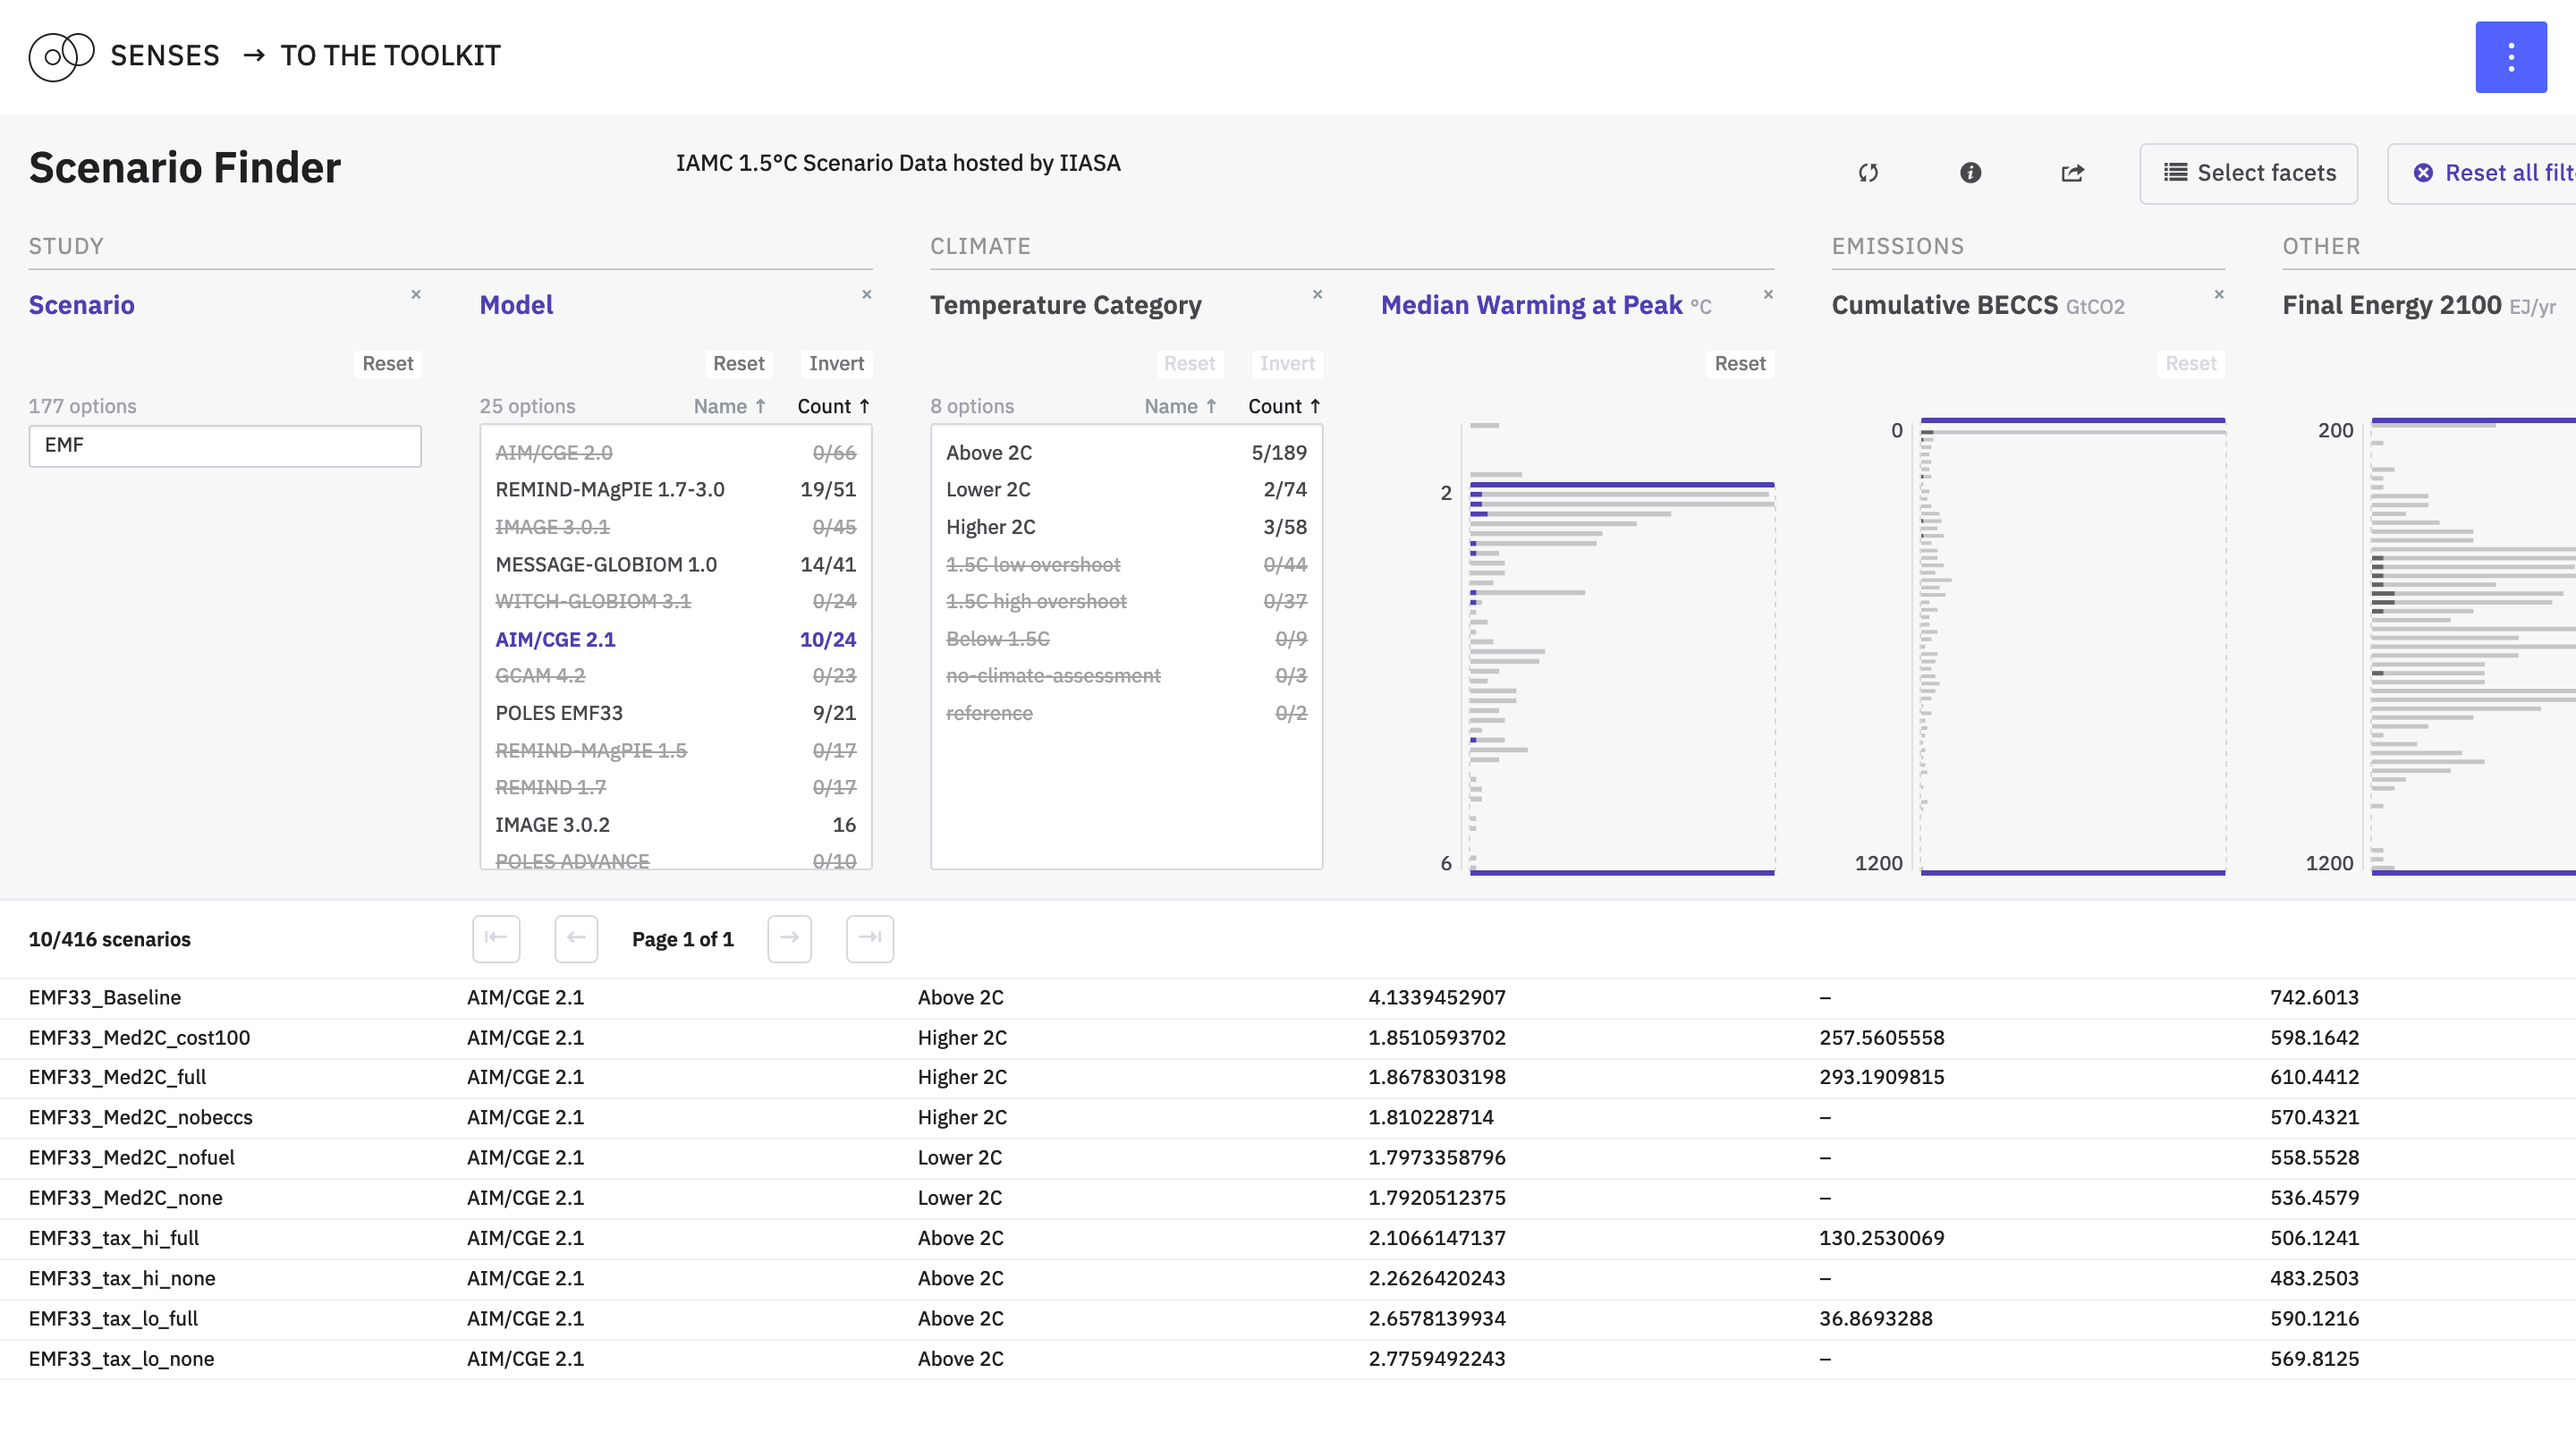 SENSES → TO THE TOOLKIT
Scenario Finder
IAMC 1.5°C Scenario Data hosted by IIASA
Select facets
Reset all filt
STUDY
CLIMATE
EMISSIONS
OTHER
Scenario ×
Model ×
Temperature Category ×
Median Warming at Peak °C ×
Cumulative BECCS GtCO2 ×
Final Energy 2100 EJ/yr
Reset
Reset Invert
Reset Invert
Reset
Reset
177 options
EMF
25 options Name ↑ Count ↑
AIM/CGE 2.0 0/66
REMIND-MAgPIE 1.7-3.0 19/51
IMAGE 3.0.1 0/45
MESSAGE-GLOBIOM 1.0 14/41
WITCH-GLOBIOM 3.1 0/24
AIM/CGE 2.1 10/24
GCAM 4.2 0/23
POLES EMF33 9/21
REMIND-MAgPIE 1.5 0/17
REMIND 1.7 0/17
IMAGE 3.0.2 16
POLES ADVANCE 0/10
8 options Name ↑ Count ↑
Above 2C 5/189
Lower 2C 2/74
Higher 2C 3/58
1.5C low overshoot 0/44
1.5C high overshoot 0/37
Below 1.5C 0/9
no-climate-assessment 0/3
reference 0/2
2
6
0
1200
200
1200
10/416 scenarios
Page 1 of 1
EMF33_Baseline AIM/CGE 2.1 Above 2C 4.1339452907 – 742.6013
EMF33_Med2C_cost100 AIM/CGE 2.1 Higher 2C 1.8510593702 257.5605558 598.1642
EMF33_Med2C_full AIM/CGE 2.1 Higher 2C 1.8678303198 293.1909815 610.4412
EMF33_Med2C_nobeccs AIM/CGE 2.1 Higher 2C 1.810228714 – 570.4321
EMF33_Med2C_nofuel AIM/CGE 2.1 Lower 2C 1.7973358796 – 558.5528
EMF33_Med2C_none AIM/CGE 2.1 Lower 2C 1.7920512375 – 536.4579
EMF33_tax_hi_full AIM/CGE 2.1 Above 2C 2.1066147137 130.2530069 506.1241
EMF33_tax_hi_none AIM/CGE 2.1 Above 2C 2.2626420243 – 483.2503
EMF33_tax_lo_full AIM/CGE 2.1 Above 2C 2.6578139934 36.8693288 590.1216
EMF33_tax_lo_none AIM/CGE 2.1 Above 2C 2.7759492243 – 569.8125